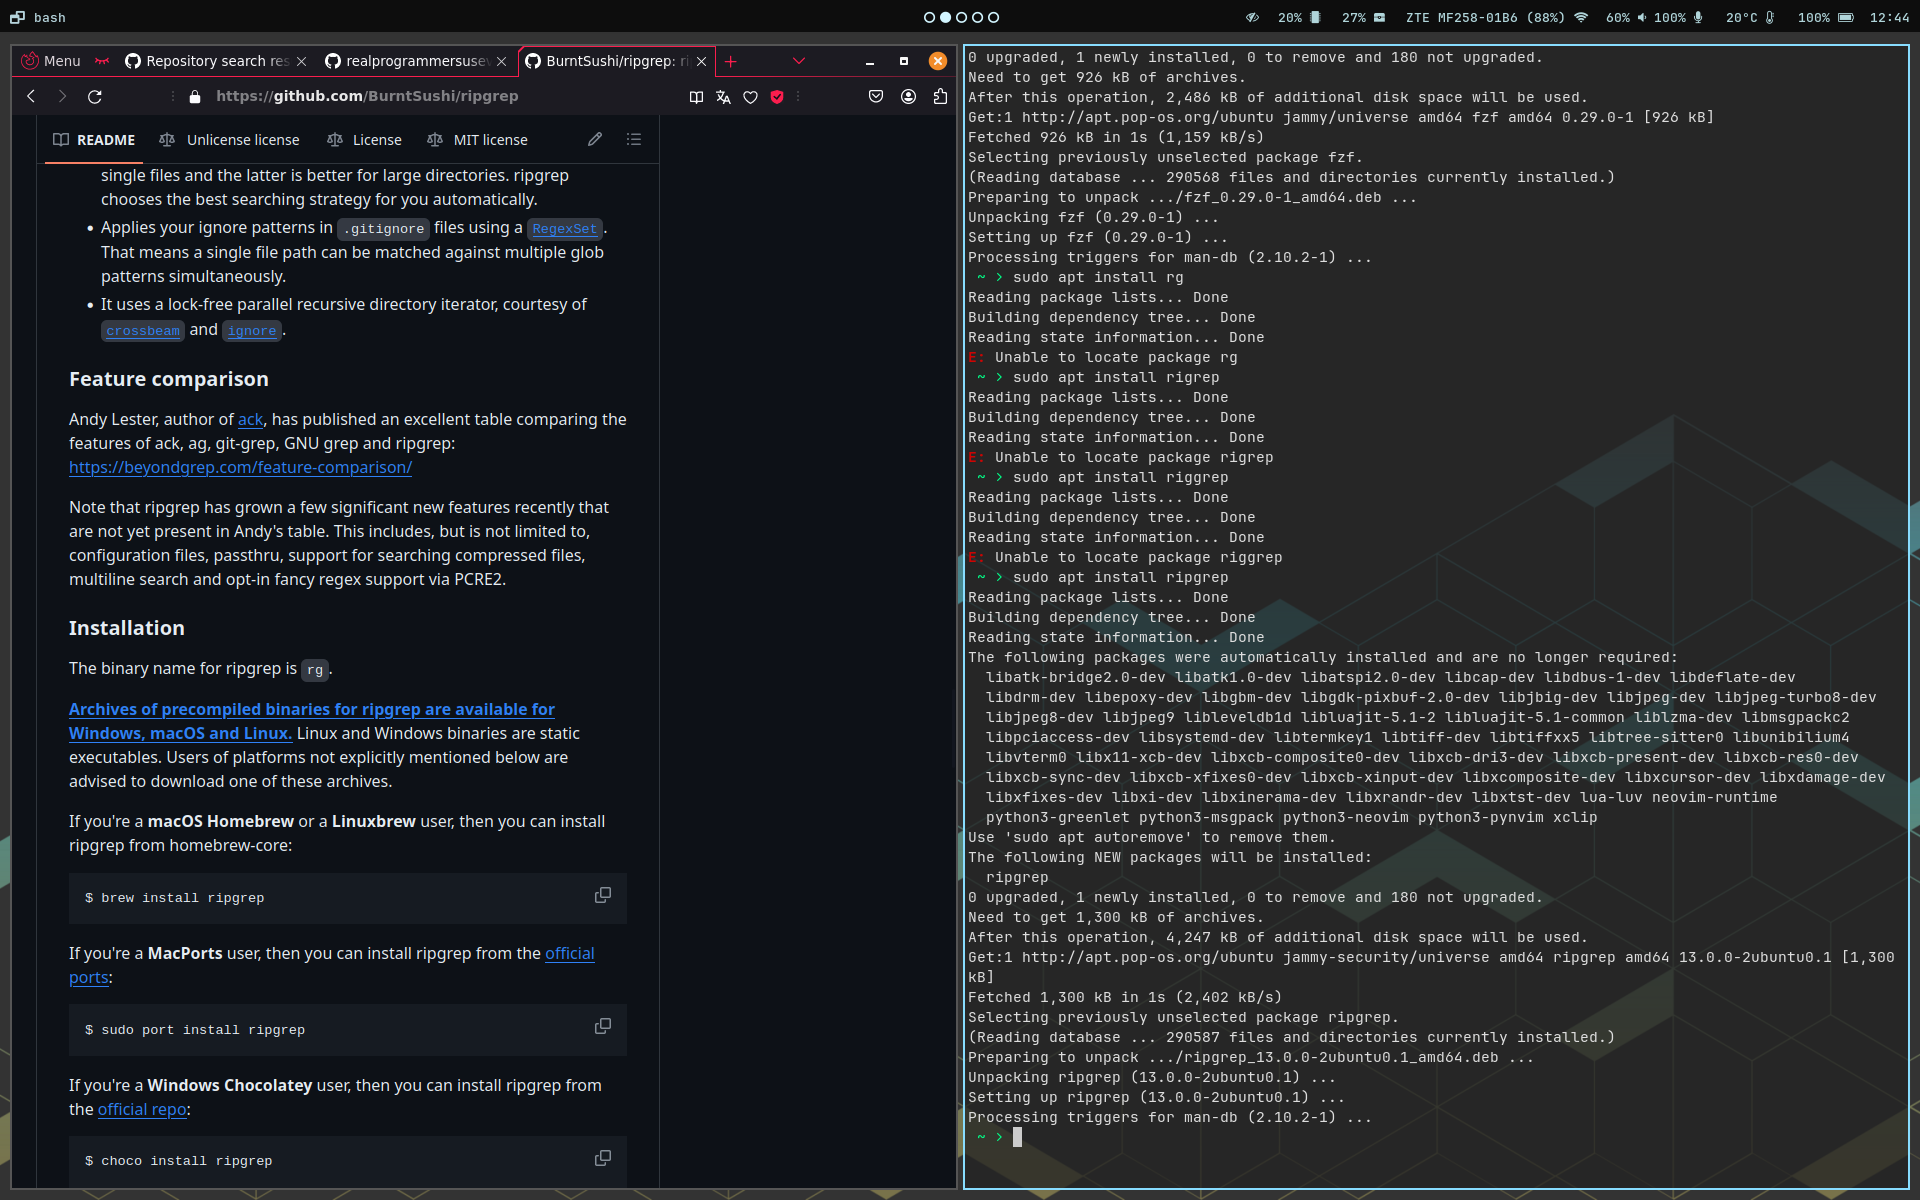 bash
20% 27% ZTE MF258-01B6 (88%) 60% 100% 20°C 100% 12:44
Menu Repository search res realprogrammersusev BurntSushi/ripgrep: ri
https://github.com/BurntSushi/ripgrep
README Unlicense license License MIT license
single files and the latter is better for large directories. ripgrep
chooses the best searching strategy for you automatically.
• Applies your ignore patterns in .gitignore files using a RegexSet.
That means a single file path can be matched against multiple glob
patterns simultaneously.
• It uses a lock-free parallel recursive directory iterator, courtesy of
crossbeam and ignore.
Feature comparison
Andy Lester, author of ack, has published an excellent table comparing the
features of ack, ag, git-grep, GNU grep and ripgrep:
https://beyondgrep.com/feature-comparison/
Note that ripgrep has grown a few significant new features recently that
are not yet present in Andy's table. This includes, but is not limited to,
configuration files, passthru, support for searching compressed files,
multiline search and opt-in fancy regex support via PCRE2.
Installation
The binary name for ripgrep is rg.
Archives of precompiled binaries for ripgrep are available for
Windows, macOS and Linux. Linux and Windows binaries are static
executables. Users of platforms not explicitly mentioned below are
advised to download one of these archives.
If you're a macOS Homebrew or a Linuxbrew user, then you can install
ripgrep from homebrew-core:
$ brew install ripgrep
If you're a MacPorts user, then you can install ripgrep from the official
ports:
$ sudo port install ripgrep
If you're a Windows Chocolatey user, then you can install ripgrep from
the official repo:
$ choco install ripgrep
0 upgraded, 1 newly installed, 0 to remove and 180 not upgraded.
Need to get 926 kB of archives.
After this operation, 2,486 kB of additional disk space will be used.
Get:1 http://apt.pop-os.org/ubuntu jammy/universe amd64 fzf amd64 0.29.0-1 [926 kB]
Fetched 926 kB in 1s (1,159 kB/s)
Selecting previously unselected package fzf.
(Reading database ... 290568 files and directories currently installed.)
Preparing to unpack .../fzf_0.29.0-1_amd64.deb ...
Unpacking fzf (0.29.0-1) ...
Setting up fzf (0.29.0-1) ...
Processing triggers for man-db (2.10.2-1) ...
~ > sudo apt install rg
Reading package lists... Done
Building dependency tree... Done
Reading state information... Done
E: Unable to locate package rg
~ > sudo apt install rigrep
Reading package lists... Done
Building dependency tree... Done
Reading state information... Done
E: Unable to locate package rigrep
~ > sudo apt install riggrep
Reading package lists... Done
Building dependency tree... Done
Reading state information... Done
E: Unable to locate package riggrep
~ > sudo apt install ripgrep
Reading package lists... Done
Building dependency tree... Done
Reading state information... Done
The following packages were automatically installed and are no longer required:
libatk-bridge2.0-dev libatk1.0-dev libatspi2.0-dev libcap-dev libdbus-1-dev libdeflate-dev
libdrm-dev libepoxy-dev libgbm-dev libgdk-pixbuf-2.0-dev libjbig-dev libjpeg-dev libjpeg-turbo8-dev
libjpeg8-dev libjpeg9 libleveldb1d libluajit-5.1-2 libluajit-5.1-common liblzma-dev libmsgpackc2
libpciaccess-dev libsystemd-dev libtermkey1 libtiff-dev libtiffxx5 libtree-sitter0 libunibilium4
libvterm0 libx11-xcb-dev libxcb-composite0-dev libxcb-dri3-dev libxcb-present-dev libxcb-res0-dev
libxcb-sync-dev libxcb-xfixes0-dev libxcb-xinput-dev libxcomposite-dev libxcursor-dev libxdamage-dev
libxfixes-dev libxi-dev libxinerama-dev libxrandr-dev libxtst-dev lua-luv neovim-runtime
python3-greenlet python3-msgpack python3-neovim python3-pynvim xclip
Use 'sudo apt autoremove' to remove them.
The following NEW packages will be installed:
ripgrep
0 upgraded, 1 newly installed, 0 to remove and 180 not upgraded.
Need to get 1,300 kB of archives.
After this operation, 4,247 kB of additional disk space will be used.
Get:1 http://apt.pop-os.org/ubuntu jammy-security/universe amd64 ripgrep amd64 13.0.0-2ubuntu0.1 [1,300
kB]
Fetched 1,300 kB in 1s (2,402 kB/s)
Selecting previously unselected package ripgrep.
(Reading database ... 290587 files and directories currently installed.)
Preparing to unpack .../ripgrep_13.0.0-2ubuntu0.1_amd64.deb ...
Unpacking ripgrep (13.0.0-2ubuntu0.1) ...
Setting up ripgrep (13.0.0-2ubuntu0.1) ...
Processing triggers for man-db (2.10.2-1) ...
~ >